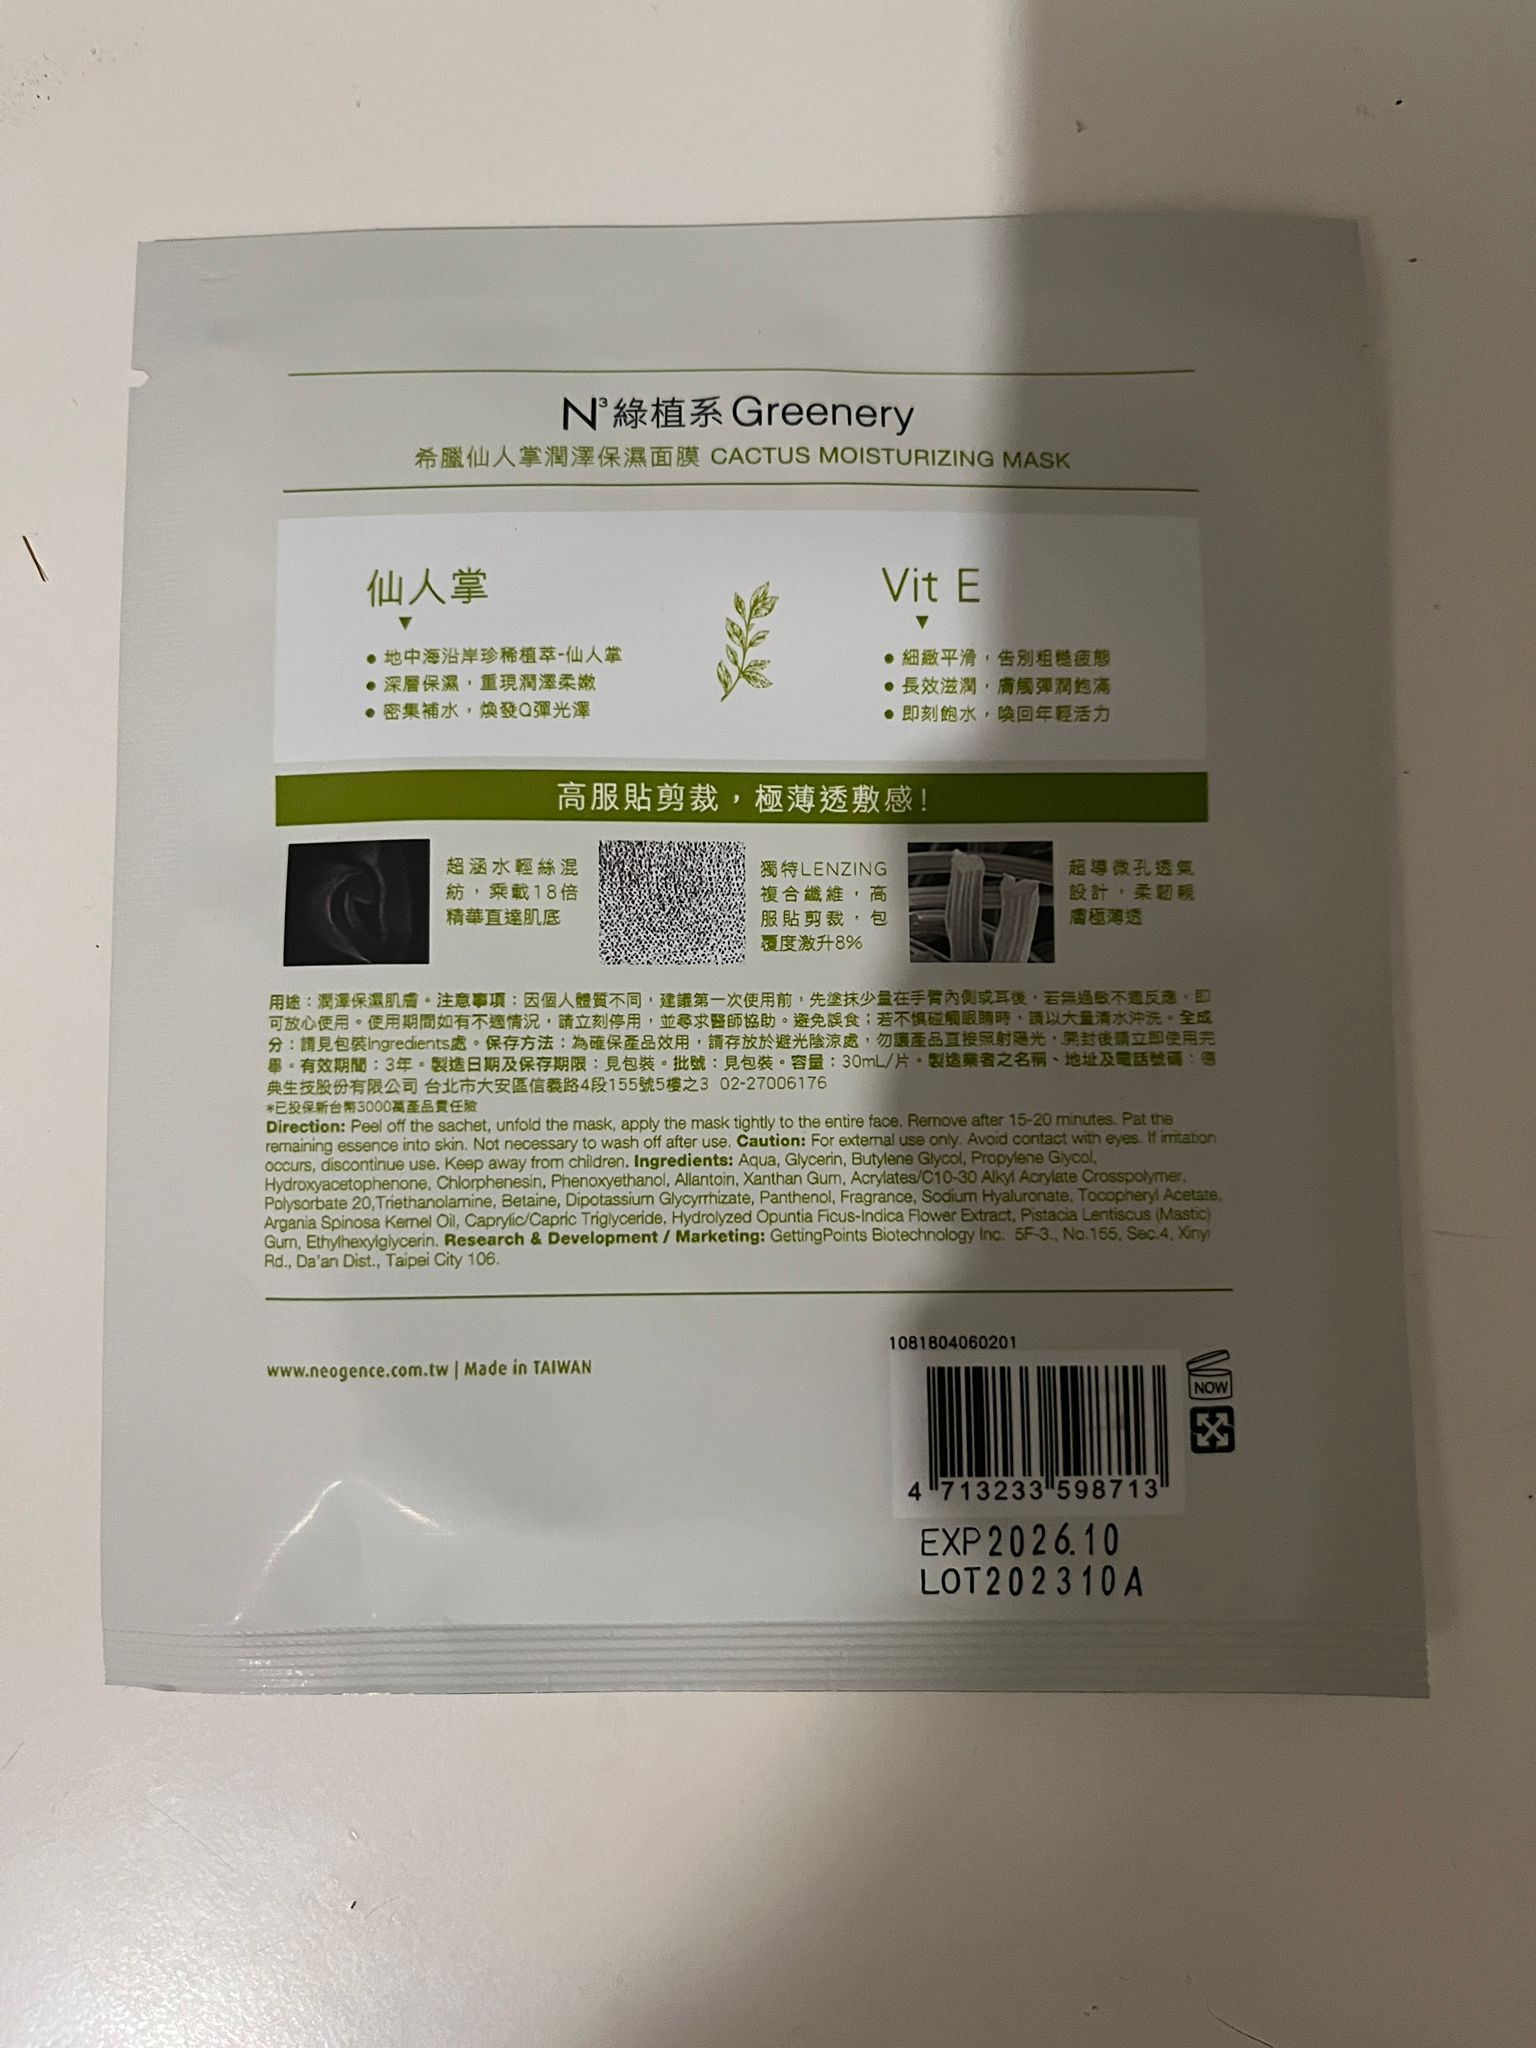 N³綠植系 Greenery
希臘仙人掌潤澤保濕面膜 CACTUS MOISTURIZING MASK
仙人掌
• 地中海沿岸珍稀植萃-仙人掌
• 深層保濕，重現潤澤柔嫩
• 密集補水，煥發Q彈光澤
Vit E
• 細緻平滑，告別粗糙疲態
• 長效滋潤，膚觸彈潤飽滿
• 即刻飽水，喚回年輕活力
高服貼剪裁，極薄透敷感！
超涵水輕絲混
紡，乘載18倍
精華直達肌底
獨特LENZING
複合纖維，高
服貼剪裁，包
覆度激升8%
超導微孔透氣
設計，柔韌親
膚極薄透
用途：潤澤保濕肌膚。注意事項：因個人體質不同，建議第一次使用前，先塗抹少量在手臂內側或耳後，若無過敏不適反應，即
可放心使用。使用期間如有不適情況，請立刻停用，並尋求醫師協助。避免誤食；若不慎碰觸眼睛時，請以大量清水沖洗。全成
分：請見包裝Ingredients處。保存方法：為確保產品效用，請存放於避光陰涼處，勿讓產品直接照射陽光，開封後請立即使用完
畢。有效期間：3年。製造日期及保存期限：見包裝。批號：見包裝。容量：30mL/片。製造業者之名稱、地址及電話號碼：德
典生技股份有限公司 台北市大安區信義路4段155號5樓之3 02-27006176
*已投保新台幣3000萬產品責任險
Direction: Peel off the sachet, unfold the mask, apply the mask tightly to the entire face. Remove after 15-20 minutes. Pat the
remaining essence into skin. Not necessary to wash off after use. Caution: For external use only. Avoid contact with eyes. If irritation
occurs, discontinue use. Keep away from children. Ingredients: Aqua, Glycerin, Butylene Glycol, Propylene Glycol,
Hydroxyacetophenone, Chlorphenesin, Phenoxyethanol, Allantoin, Xanthan Gum, Acrylates/C10-30 Alkyl Acrylate Crosspolymer,
Polysorbate 20,Triethanolamine, Betaine, Dipotassium Glycyrrhizate, Panthenol, Fragrance, Sodium Hyaluronate, Tocopheryl Acetate,
Argania Spinosa Kernel Oil, Caprylic/Capric Triglyceride, Hydrolyzed Opuntia Ficus-Indica Flower Extract, Pistacia Lentiscus (Mastic)
Gum, Ethylhexylglycerin. Research & Development / Marketing: GettingPoints Biotechnology Inc. 5F-3., No.155, Sec.4, Xinyi
Rd., Da'an Dist., Taipei City 106.
www.neogence.com.tw | Made in TAIWAN
1081804060201
NOW
4 713233 598713
EXP2026.10
LOT202310A